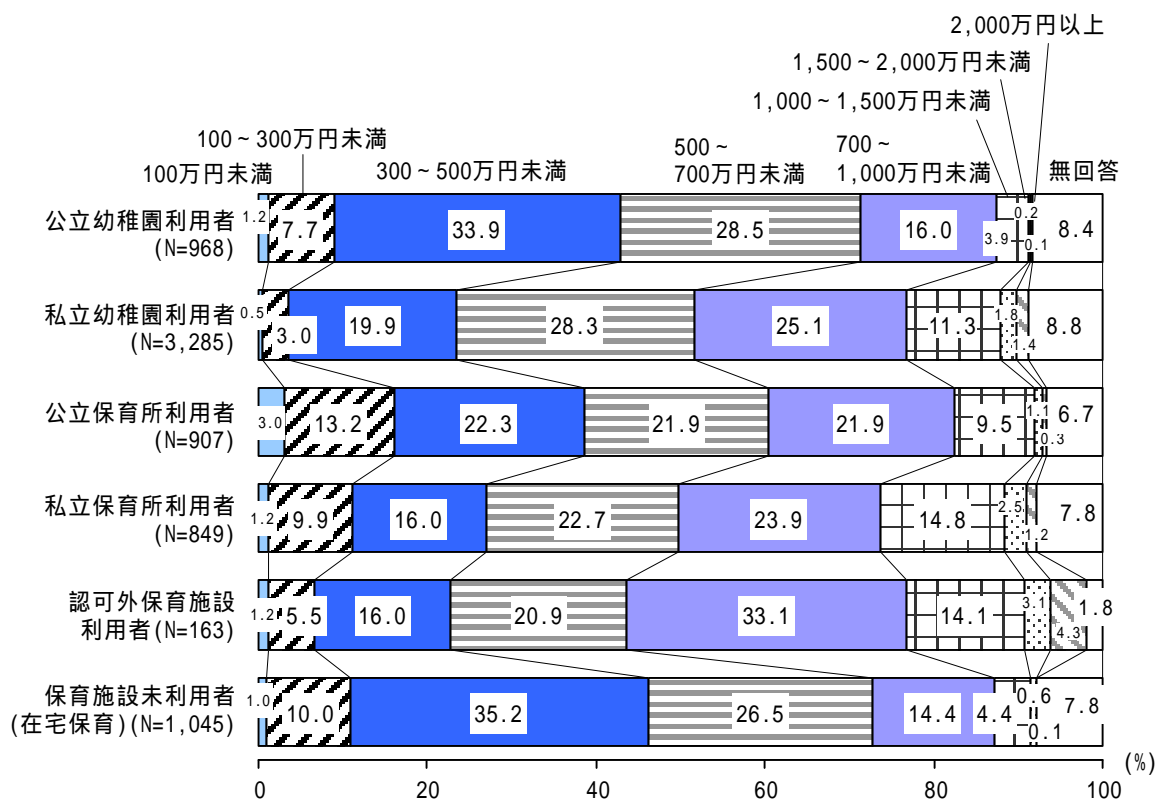 2,000万円以上
1,500~2,000万円未満
1,000~1,500万円未満
100~300万円未満
100万円未満
300~500万円未満
500~
700万円未満
700~
1,000万円未満
無回答
公立幼稚園利用者
(N=968)
1.2 7.7 33.9 28.5 16.0 3.9 0.2 0.1 8.4
私立幼稚園利用者
(N=3,285)
0.5 3.0 19.9 28.3 25.1 11.3 1.8 1.4 8.8
公立保育所利用者
(N=907)
3.0 13.2 22.3 21.9 21.9 9.5 1.1 0.3 6.7
私立保育所利用者
(N=849)
1.2 9.9 16.0 22.7 23.9 14.8 2.5 1.2 7.8
認可外保育施設
利用者(N=163)
1.2 5.5 16.0 20.9 33.1 14.1 3.1 4.3 1.8
保育施設未利用者
(在宅保育)(N=1,045)
1.0 10.0 35.2 26.5 14.4 4.4 0.6 0.1 7.8
(%)
0 20 40 60 80 100